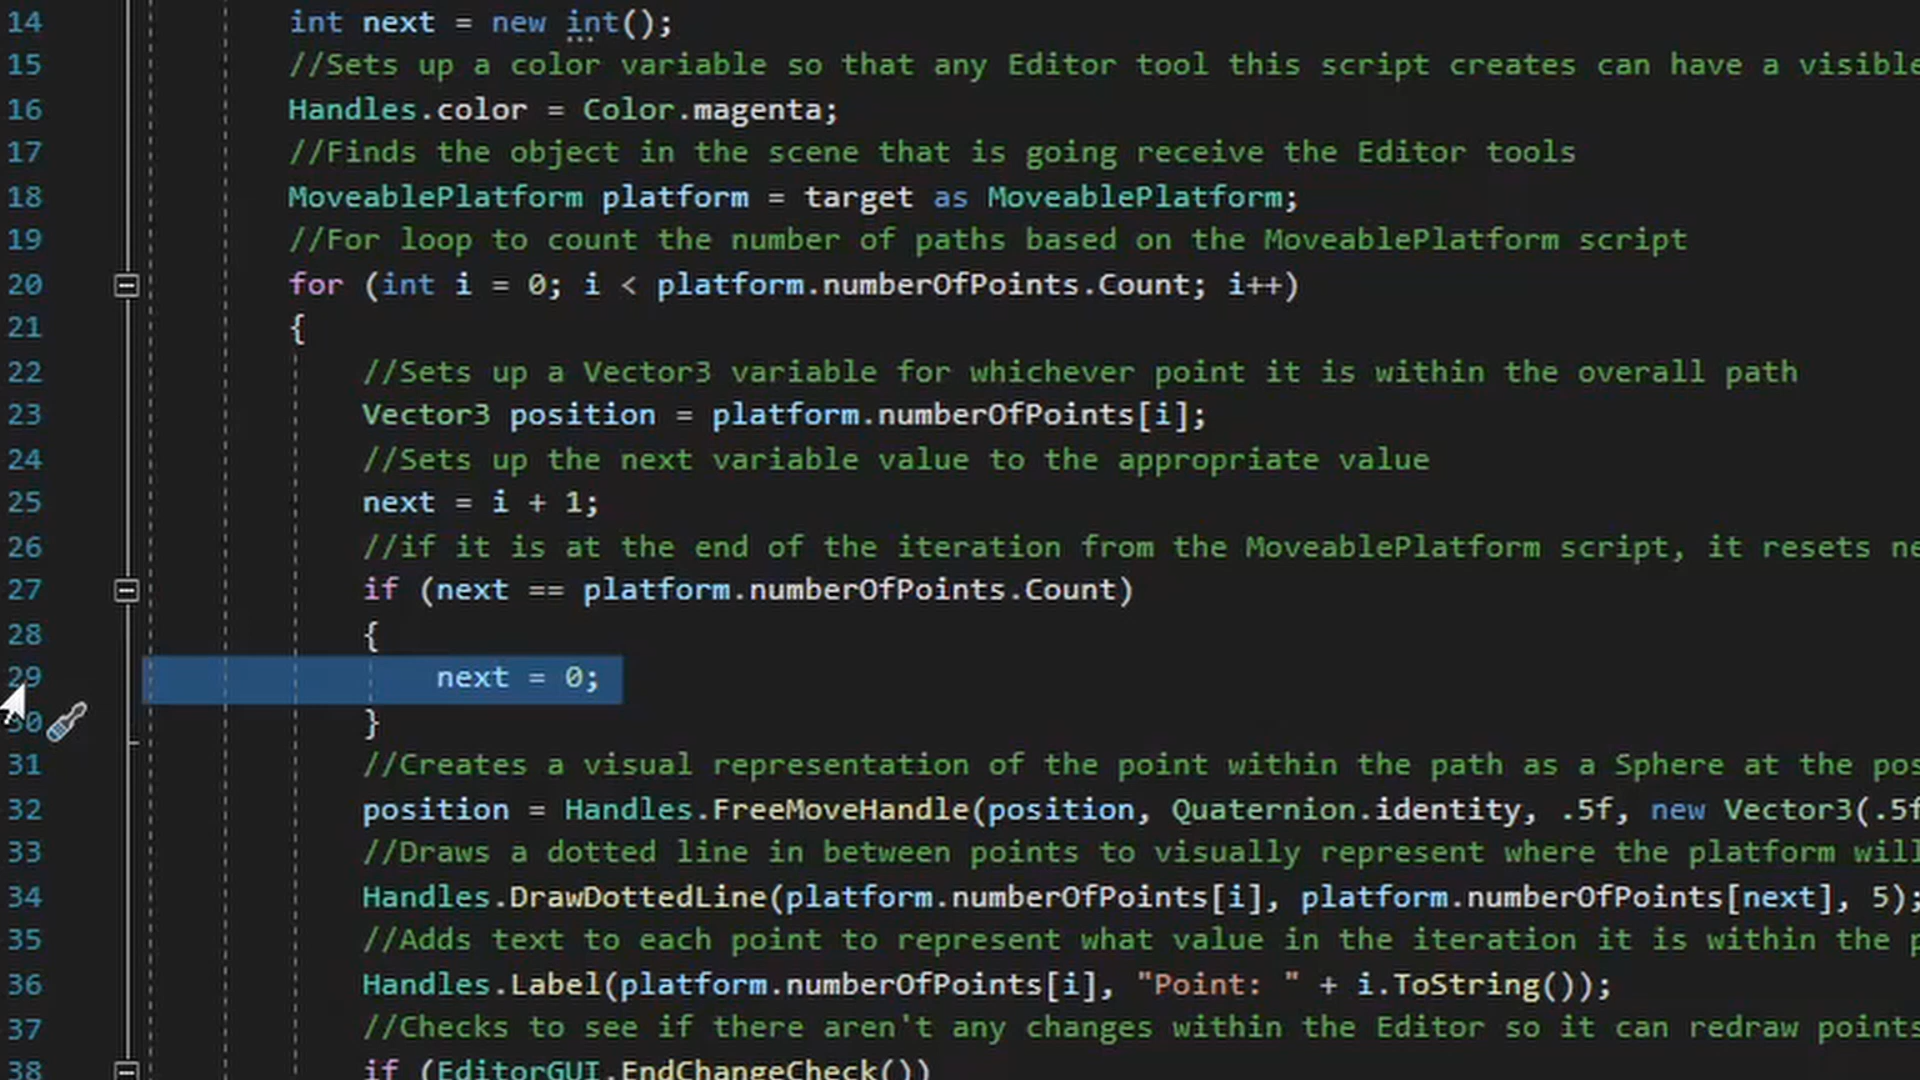 14 int next = new int();
15 //Sets up a color variable so that any Editor tool this script creates can have a visible
16 Handles.color = Color.magenta;
17 //Finds the object in the scene that is going receive the Editor tools
18 MoveablePlatform platform = target as MoveablePlatform;
19 //For loop to count the number of paths based on the MoveablePlatform script
20 for (int i = 0; i < platform.numberOfPoints.Count; i++)
21 {
22 //Sets up a Vector3 variable for whichever point it is within the overall path
23 Vector3 position = platform.numberOfPoints[i];
24 //Sets up the next variable value to the appropriate value
25 next = i + 1;
26 //if it is at the end of the iteration from the MoveablePlatform script, it resets ne
27 if (next == platform.numberOfPoints.Count)
28 {
29 next = 0;
30 }
31 //Creates a visual representation of the point within the path as a Sphere at the pos
32 position = Handles.FreeMoveHandle(position, Quaternion.identity, .5f, new Vector3(.5f
33 //Draws a dotted line in between points to visually represent where the platform will
34 Handles.DrawDottedLine(platform.numberOfPoints[i], platform.numberOfPoints[next], 5);
35 //Adds text to each point to represent what value in the iteration it is within the p
36 Handles.Label(platform.numberOfPoints[i], "Point: " + i.ToString());
37 //Checks to see if there aren't any changes within the Editor so it can redraw points
38 if (EditorGUI.EndChangeCheck())